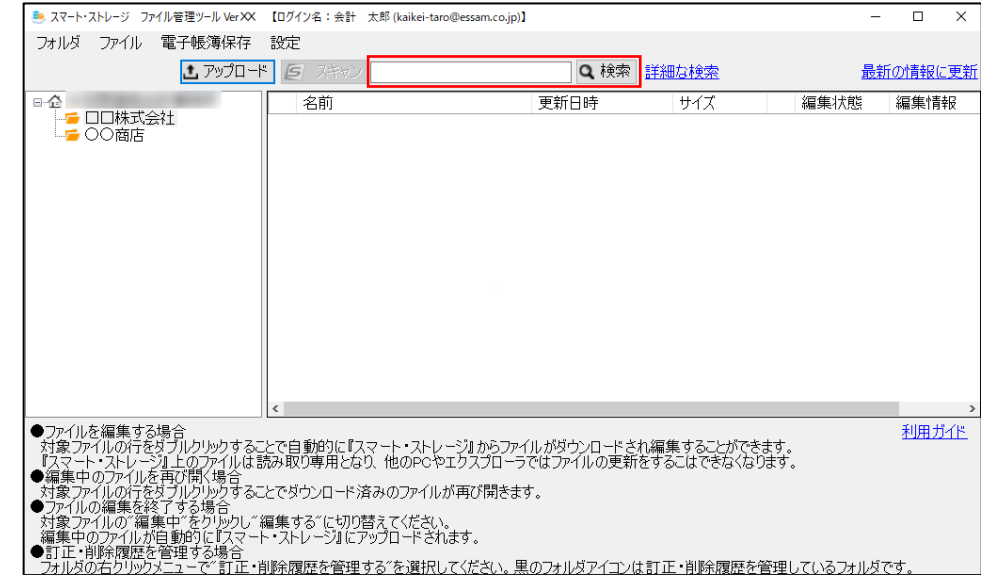 スマート・ストレージ　ファイル管理ツール Ver.XX　【ログイン名：会計　太郎 (kaikei-taro@essam.co.jp)】
フォルダ　ファイル　電子帳簿保存　設定
アップロード　スキャン　検索　詳細な検索　最新の情報に更新
名前　更新日時　サイズ　編集状態　編集情報
□□株式会社
〇〇商店
●ファイルを編集する場合　利用ガイド
対象ファイルの行をダブルクリックすることで自動的に『スマート・ストレージ』からファイルがダウンロードされ編集することができます。
『スマート・ストレージ』上のファイルは読み取り専用となり、他のPCやエクスプローラではファイルの更新をするこはできなくなります。
●編集中のファイルを再び開く場合
対象ファイルの行をダブルクリックすることでダウンロード済みのファイルが再び開きます。
●ファイルの編集を終了する場合
対象ファイルの“編集中”をクリックし“編集する”に切り替えてください。
編集中のファイルが自動的に『スマート・ストレージ』にアップロードされます。
●訂正・削除履歴を管理する場合
フォルダの右クリックメニューで“訂正・削除履歴を管理する”を選択してください。黒のフォルダアイコンは訂正・削除履歴を管理しているフォルダです。